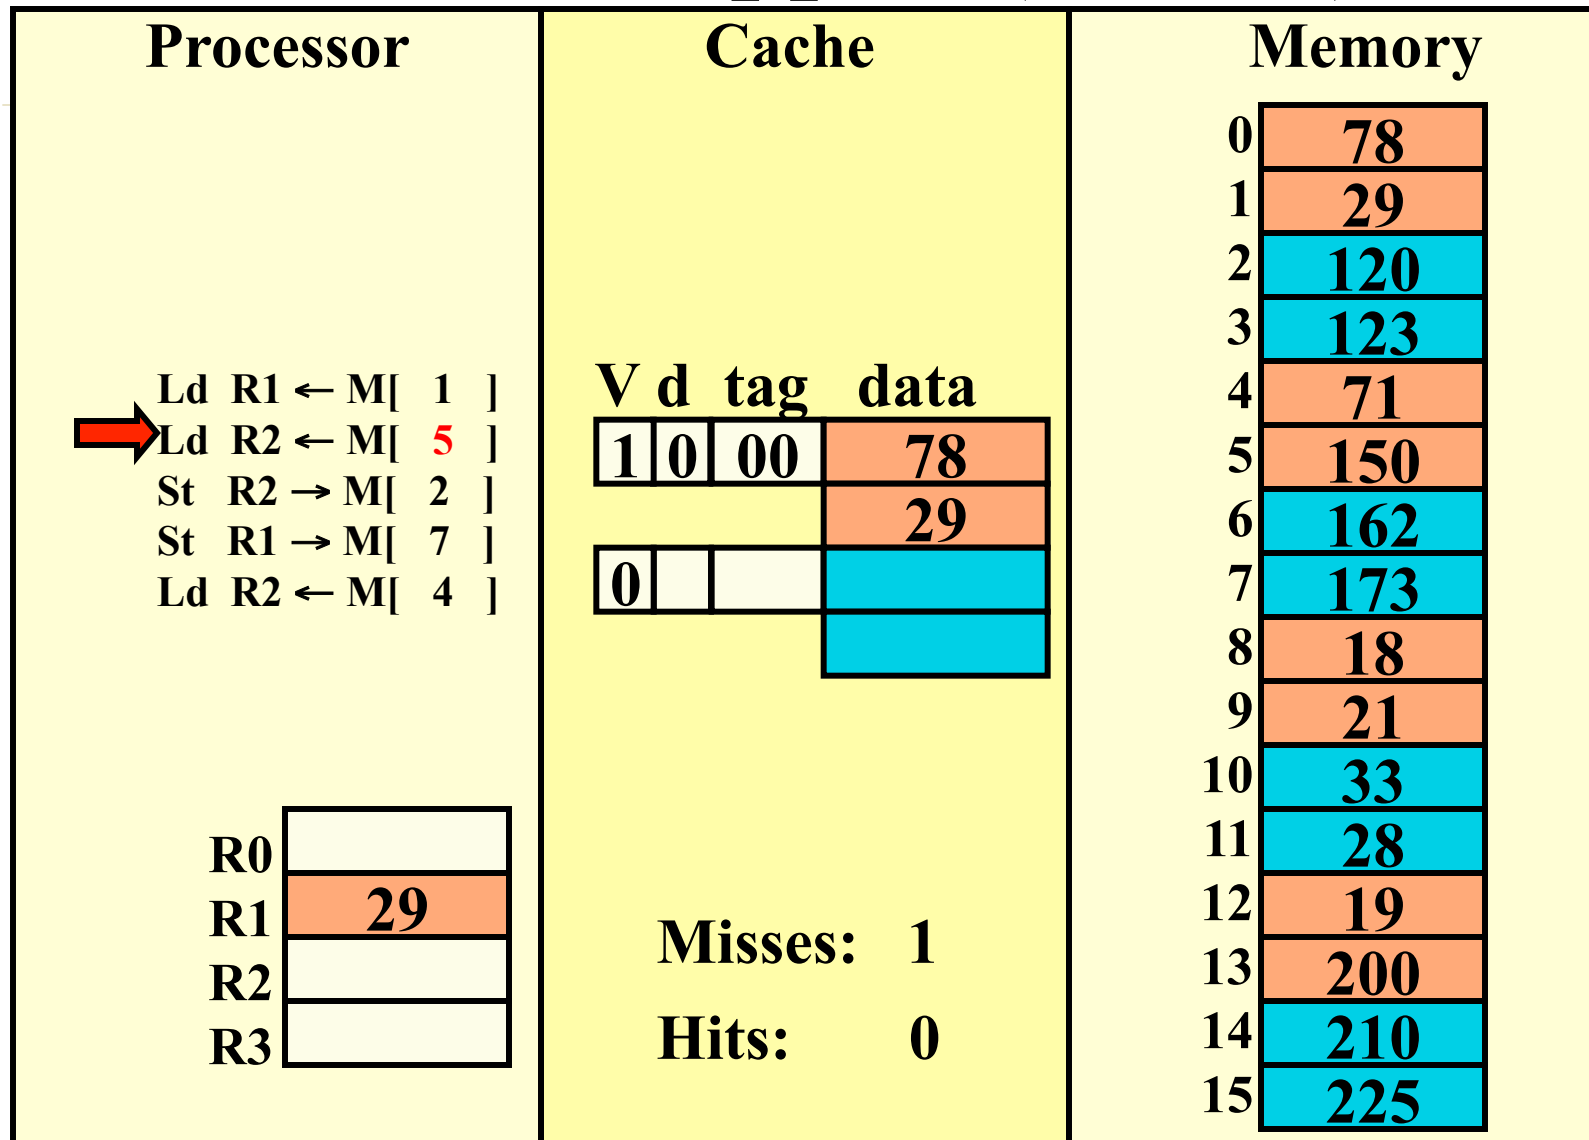 Processor
Cache
Memory
Ld R1 ← M[ 1 ]
Ld R2 ← M[ 5 ]
St R2 → M[ 2 ]
St R1 → M[ 7 ]
Ld R2 ← M[ 4 ]
R0
R1 29
R2
R3
V d tag data
1 0 00 78
29
0
Misses: 1
Hits: 0
0 78
1 29
2 120
3 123
4 71
5 150
6 162
7 173
8 18
9 21
10 33
11 28
12 19
13 200
14 210
15 225